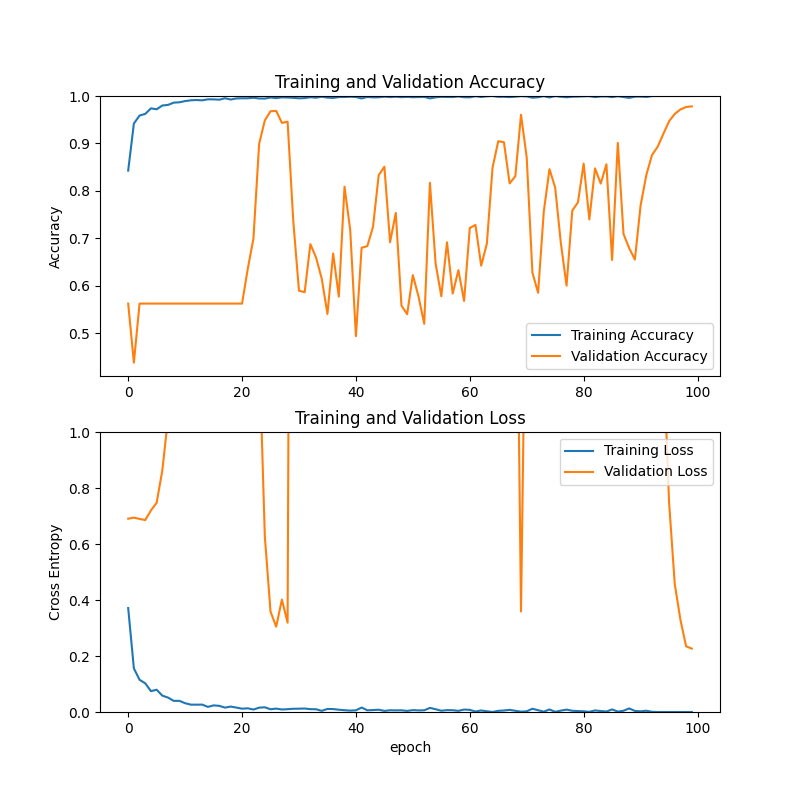 Training and Validation Accuracy
1.0
0.9
0.8
0.7
0.6
0.5
Accuracy
Training Accuracy
Validation Accuracy
0 20 40 60 80 100
Training and Validation Loss
1.0
0.8
0.6
0.4
0.2
0.0
Cross Entropy
Training Loss
Validation Loss
0 20 40 60 80 100
epoch